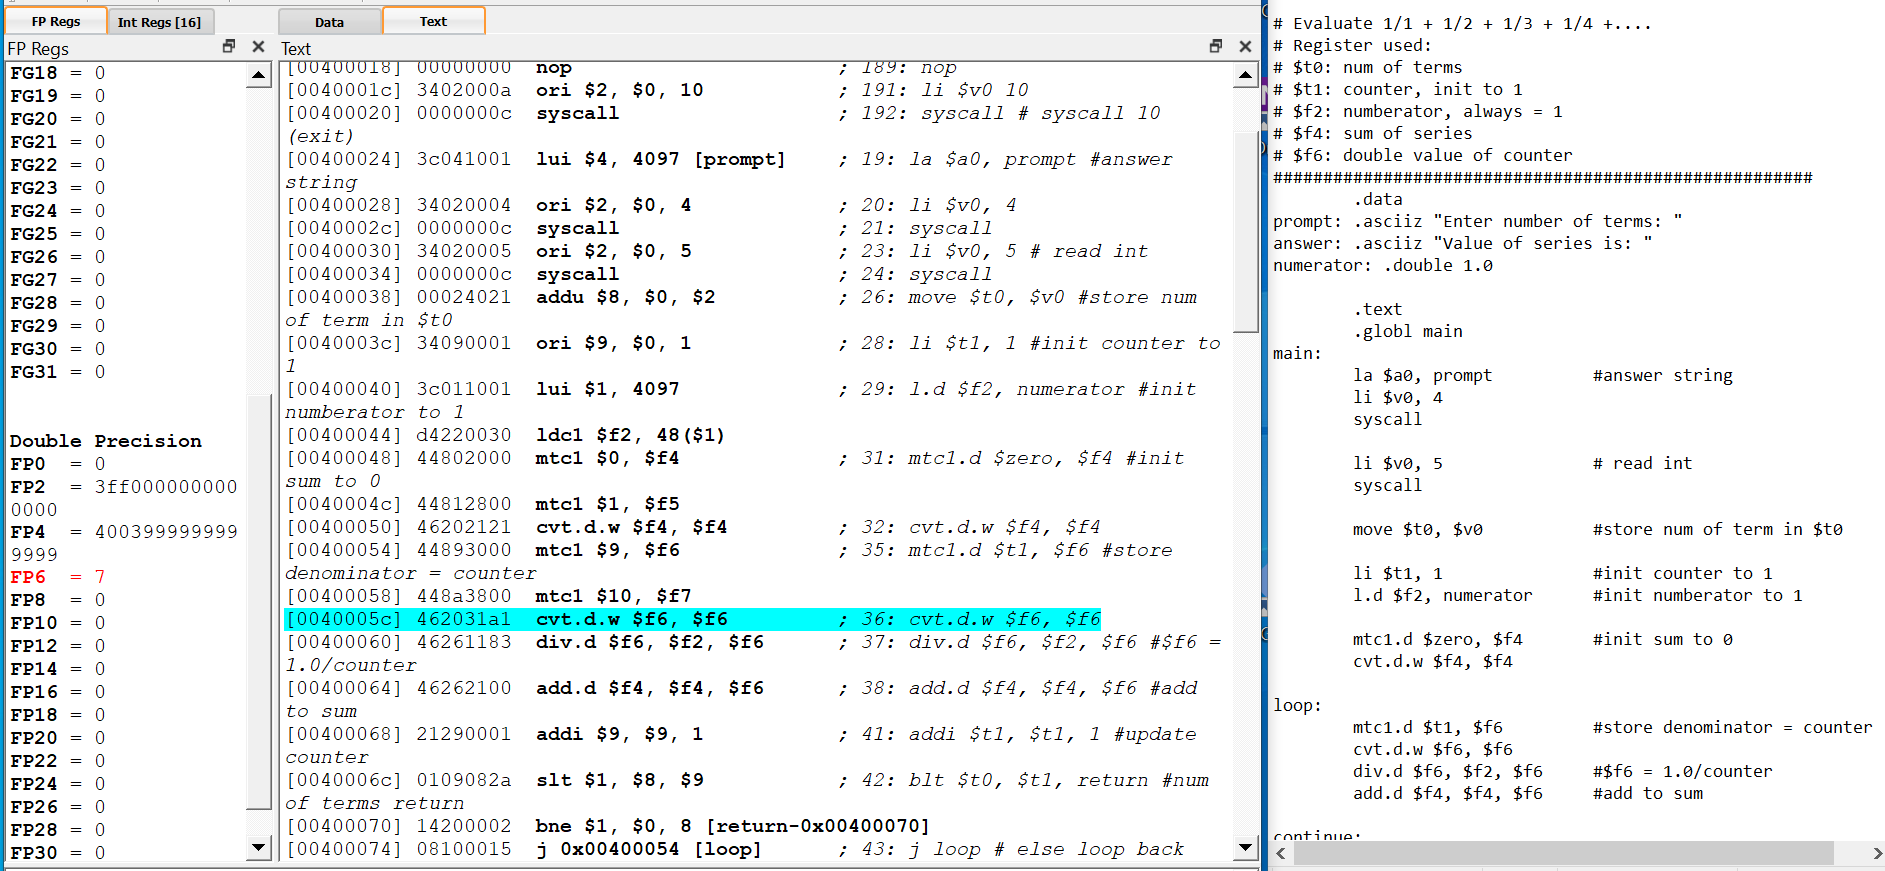 FP Regs
Int Regs [16]
Data
Text
FP Regs
FG18 = 0
FG19 = 0
FG20 = 0
FG21 = 0
FG22 = 0
FG23 = 0
FG24 = 0
FG25 = 0
FG26 = 0
FG27 = 0
FG28 = 0
FG29 = 0
FG30 = 0
FG31 = 0
Double Precision
FP0 = 0
FP2 = 3ff000000000
0000
FP4 = 400399999999
9999
FP6 = 7
FP8 = 0
FP10 = 0
FP12 = 0
FP14 = 0
FP16 = 0
FP18 = 0
FP20 = 0
FP22 = 0
FP24 = 0
FP26 = 0
FP28 = 0
FP30 = 0
Text
[00400018] 00000000 nop ; 189: nop
[0040001c] 3402000a ori $2, $0, 10 ; 191: li $v0 10
[00400020] 0000000c syscall ; 192: syscall # syscall 10
(exit)
[00400024] 3c041001 lui $4, 4097 [prompt] ; 19: la $a0, prompt #answer
string
[00400028] 34020004 ori $2, $0, 4 ; 20: li $v0, 4
[0040002c] 0000000c syscall ; 21: syscall
[00400030] 34020005 ori $2, $0, 5 ; 23: li $v0, 5 # read int
[00400034] 0000000c syscall ; 24: syscall
[00400038] 00024021 addu $8, $0, $2 ; 26: move $t0, $v0 #store num
of term in $t0
[0040003c] 34090001 ori $9, $0, 1 ; 28: li $t1, 1 #init counter to
1
[00400040] 3c011001 lui $1, 4097 ; 29: l.d $f2, numerator #init
numberator to 1
[00400044] d4220030 ldc1 $f2, 48($1)
[00400048] 44802000 mtc1 $0, $f4 ; 31: mtc1.d $zero, $f4 #init
sum to 0
[0040004c] 44812800 mtc1 $1, $f5
[00400050] 46202121 cvt.d.w $f4, $f4 ; 32: cvt.d.w $f4, $f4
[00400054] 44893000 mtc1 $9, $f6 ; 35: mtc1.d $t1, $f6 #store
denominator = counter
[00400058] 448a3800 mtc1 $10, $f7
[0040005c] 462031a1 cvt.d.w $f6, $f6 ; 36: cvt.d.w $f6, $f6
[00400060] 46261183 div.d $f6, $f2, $f6 ; 37: div.d $f6, $f2, $f6 #$f6 =
1.0/counter
[00400064] 46262100 add.d $f4, $f4, $f6 ; 38: add.d $f4, $f4, $f6 #add
to sum
[00400068] 21290001 addi $9, $9, 1 ; 41: addi $t1, $t1, 1 #update
counter
[0040006c] 0109082a slt $1, $8, $9 ; 42: blt $t0, $t1, return #num
of terms return
[00400070] 14200002 bne $1, $0, 8 [return-0x00400070]
[00400074] 08100015 j 0x00400054 [loop] ; 43: j loop # else loop back
# Evaluate 1/1 + 1/2 + 1/3 + 1/4 +....
# Register used:
# $t0: num of terms
# $t1: counter, init to 1
# $f2: numberator, always = 1
# $f4: sum of series
# $f6: double value of counter
######################################################
.data
prompt: .asciiz "Enter number of terms: "
answer: .asciiz "Value of series is: "
numerator: .double 1.0
.text
.globl main
main:
la $a0, prompt #answer string
li $v0, 4
syscall
li $v0, 5 # read int
syscall
move $t0, $v0 #store num of term in $t0
li $t1, 1 #init counter to 1
l.d $f2, numerator #init numberator to 1
mtc1.d $zero, $f4 #init sum to 0
cvt.d.w $f4, $f4
loop:
mtc1.d $t1, $f6 #store denominator = counter
cvt.d.w $f6, $f6
div.d $f6, $f2, $f6 #$f6 = 1.0/counter
add.d $f4, $f4, $f6 #add to sum
continue: